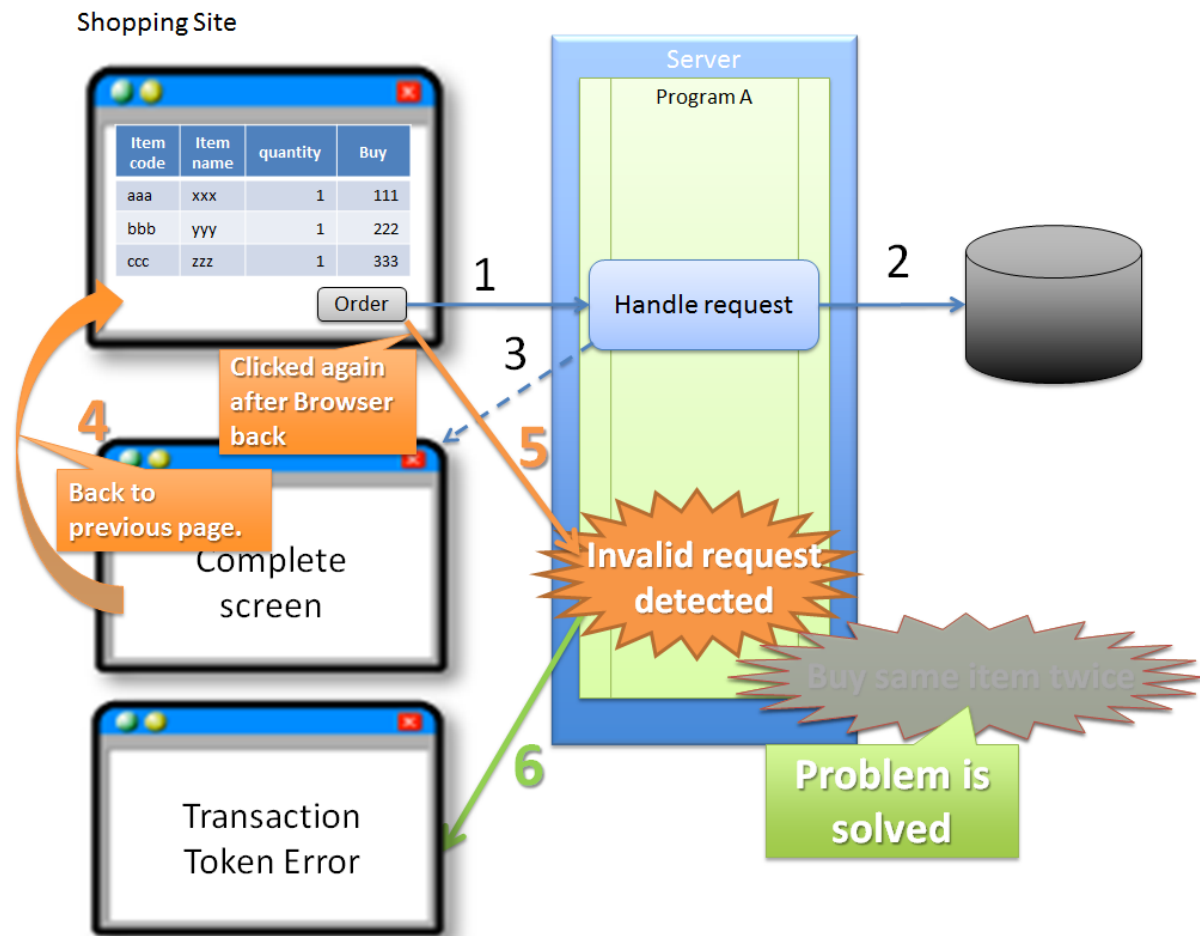 Shopping Site
Server
Program A
Item code
Item name
quantity
Buy
aaa xxx 1 111
bbb yyy 1 222
ccc zzz 1 333
Order
1
Handle request
2
3
Clicked again
after Browser
back
4
5
Back to
previous page.
Complete
screen
Invalid request
detected
Buy same item twice
6
Problem is
solved
Transaction
Token Error